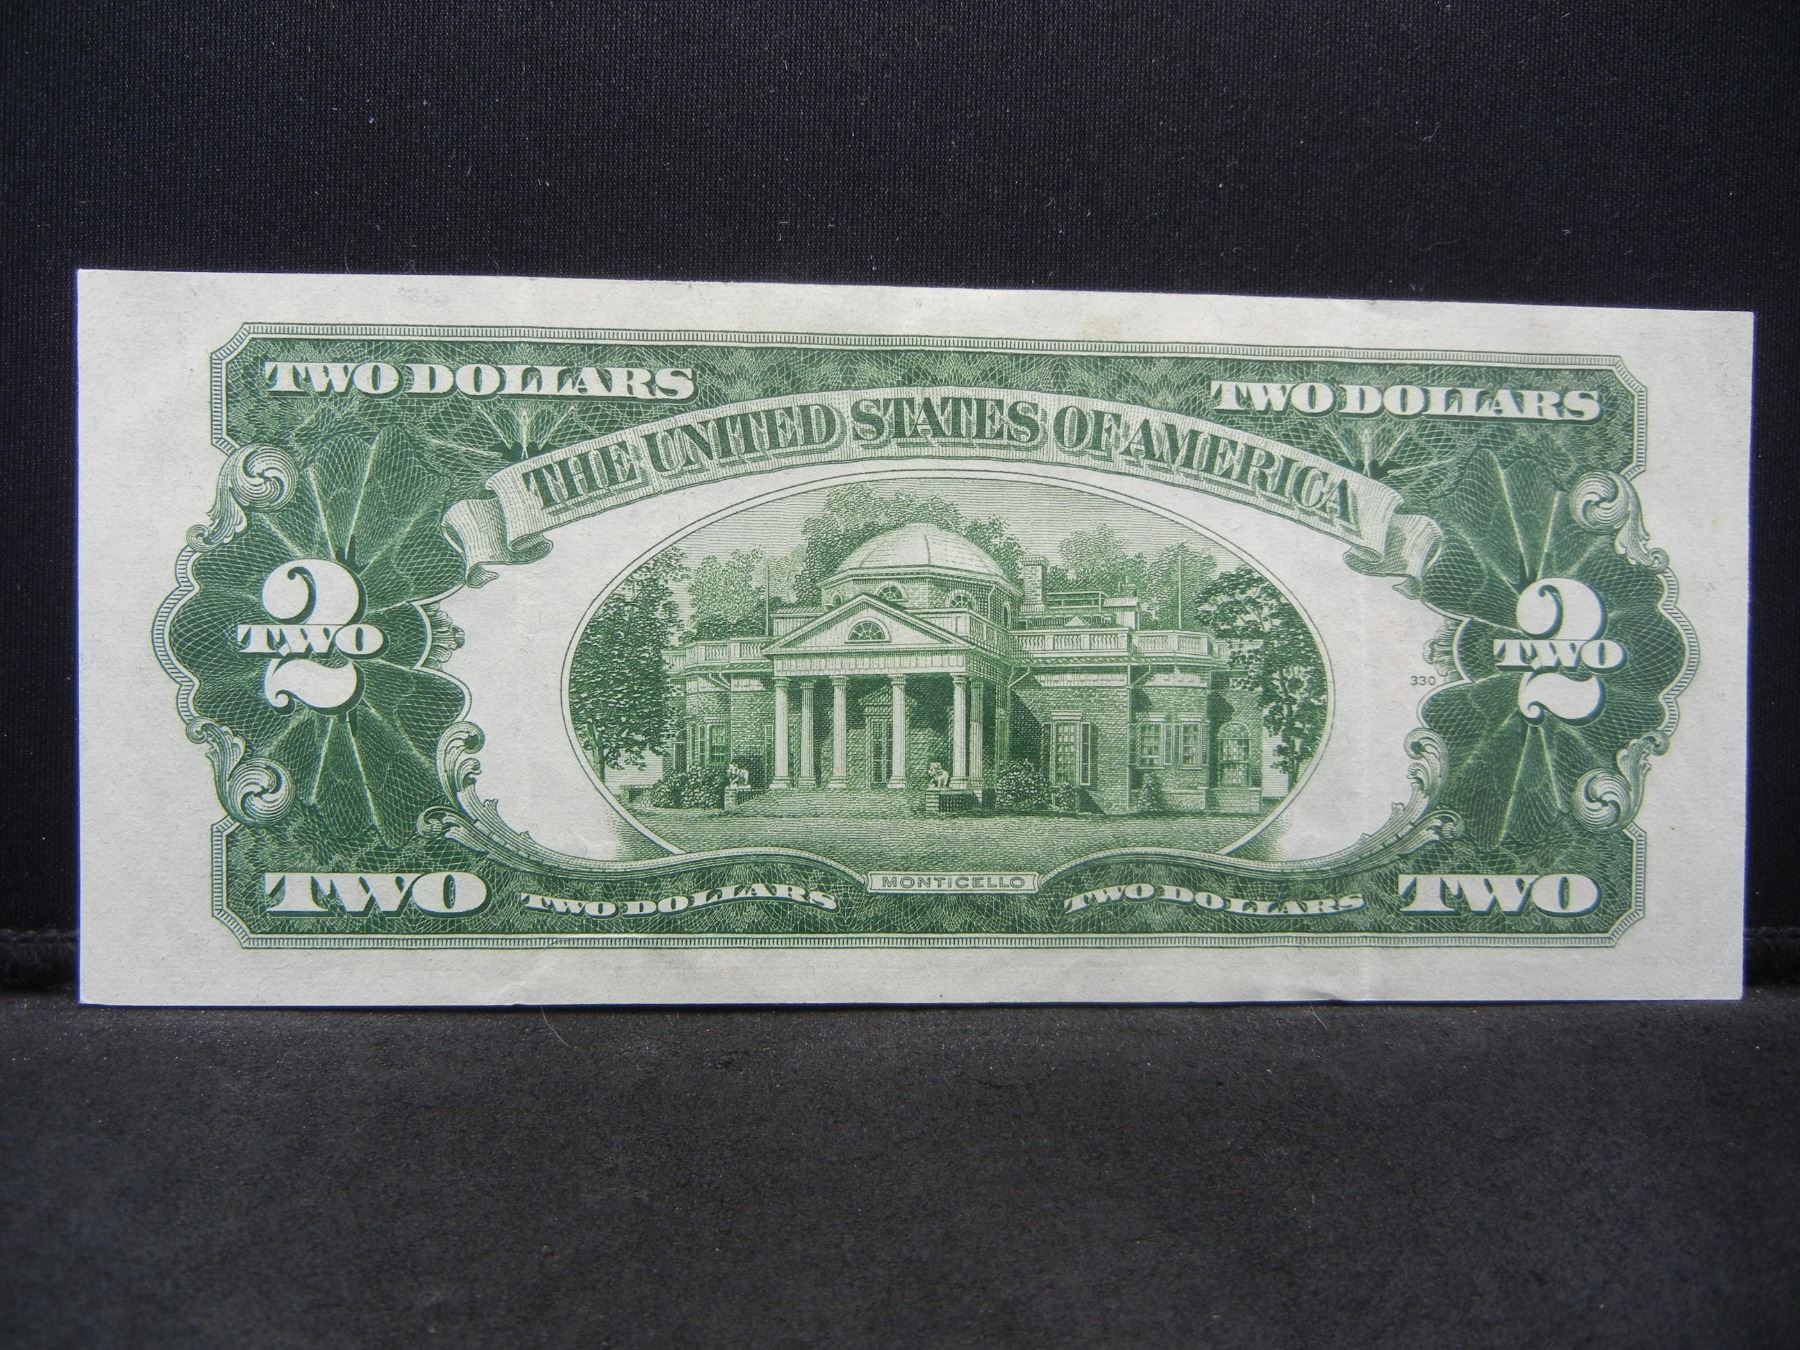 TWO DOLLARS
TWO DOLLARS
THE UNITED STATES OF AMERICA
2
TWO
2
TWO
330
TWO
TWO DOLLARS
MONTICELLO
TWO DOLLARS
TWO